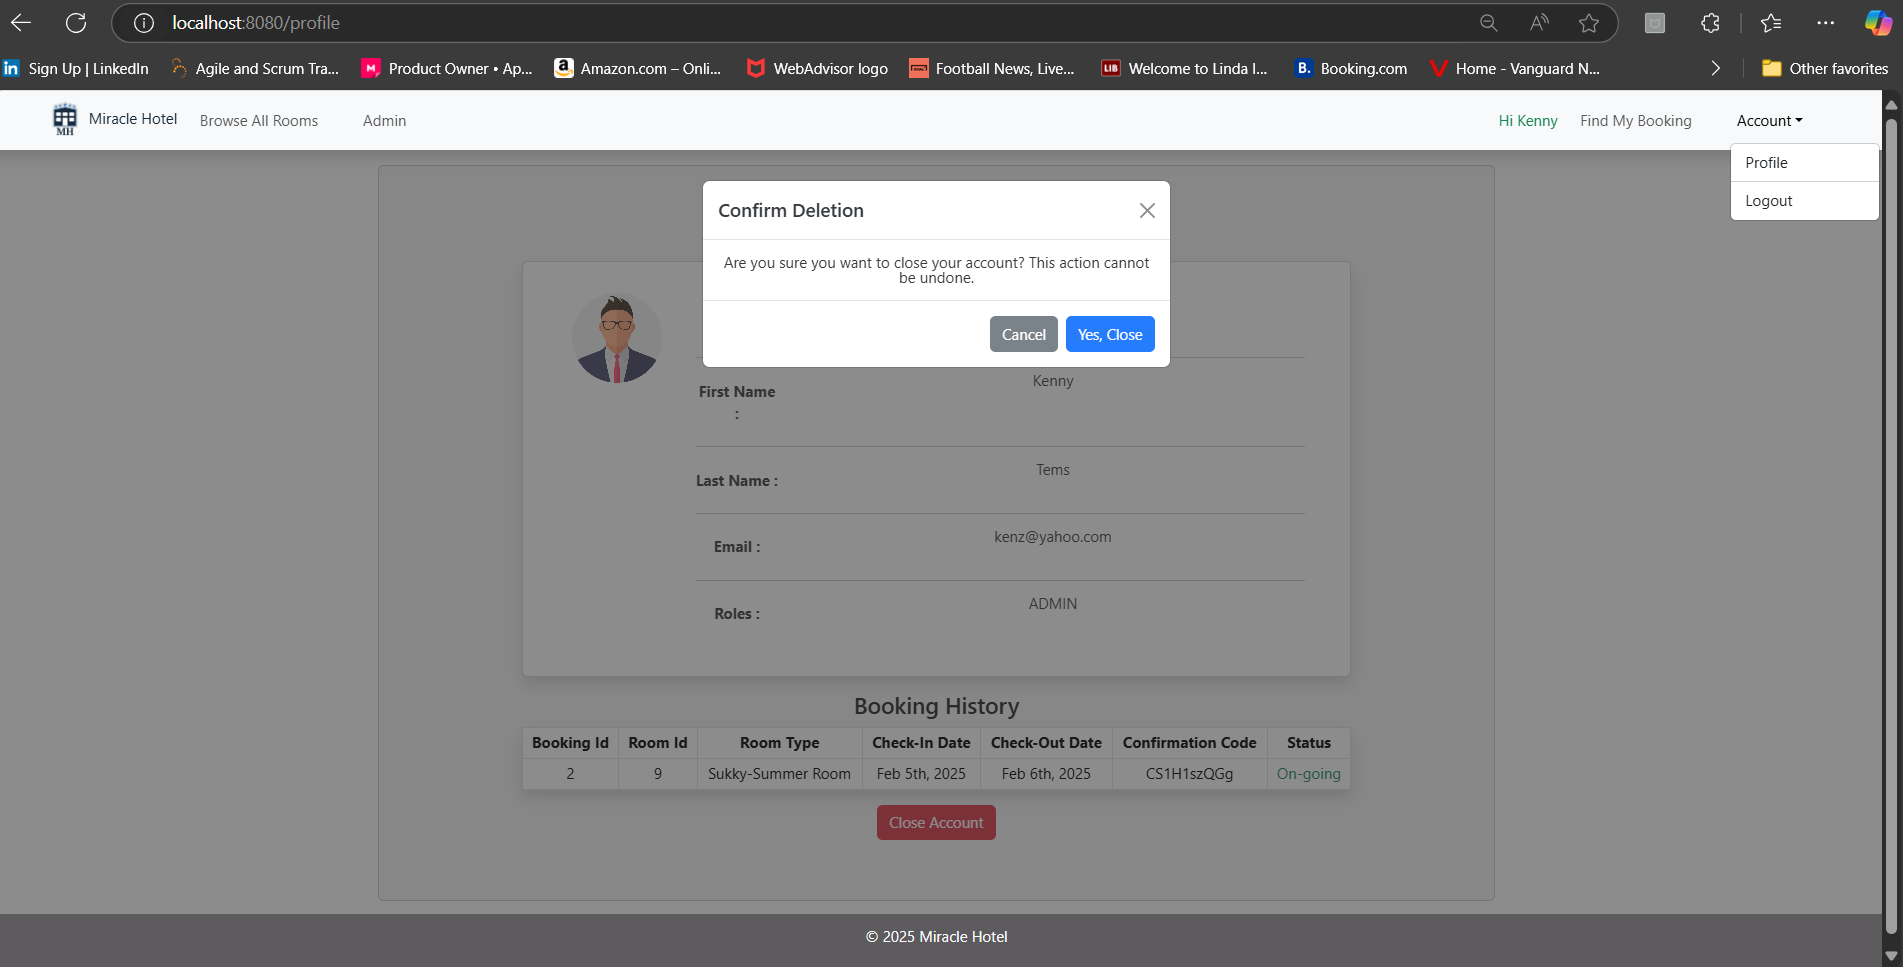 localhost:8080/profile
Sign Up | LinkedIn
Agile and Scrum Tra...
Product Owner • Ap...
Amazon.com – Onli...
WebAdvisor logo
Football News, Live...
LIB
Welcome to Linda I...
B.
Booking.com
Home - Vanguard N...
Other favorites
MH
Miracle Hotel
Browse All Rooms
Admin
Hi Kenny
Find My Booking
Account
Profile
Logout
Confirm Deletion
Are you sure you want to close your account? This action cannot
be undone.
Cancel
Yes, Close
First Name
:
Kenny
Last Name :
Tems
Email :
kenz@yahoo.com
Roles :
ADMIN
Booking History
Booking Id Room Id Room Type Check-In Date Check-Out Date Confirmation Code Status
2 9 Sukky-Summer Room Feb 5th, 2025 Feb 6th, 2025 CS1H1szQGg On-going
Close Account
© 2025 Miracle Hotel